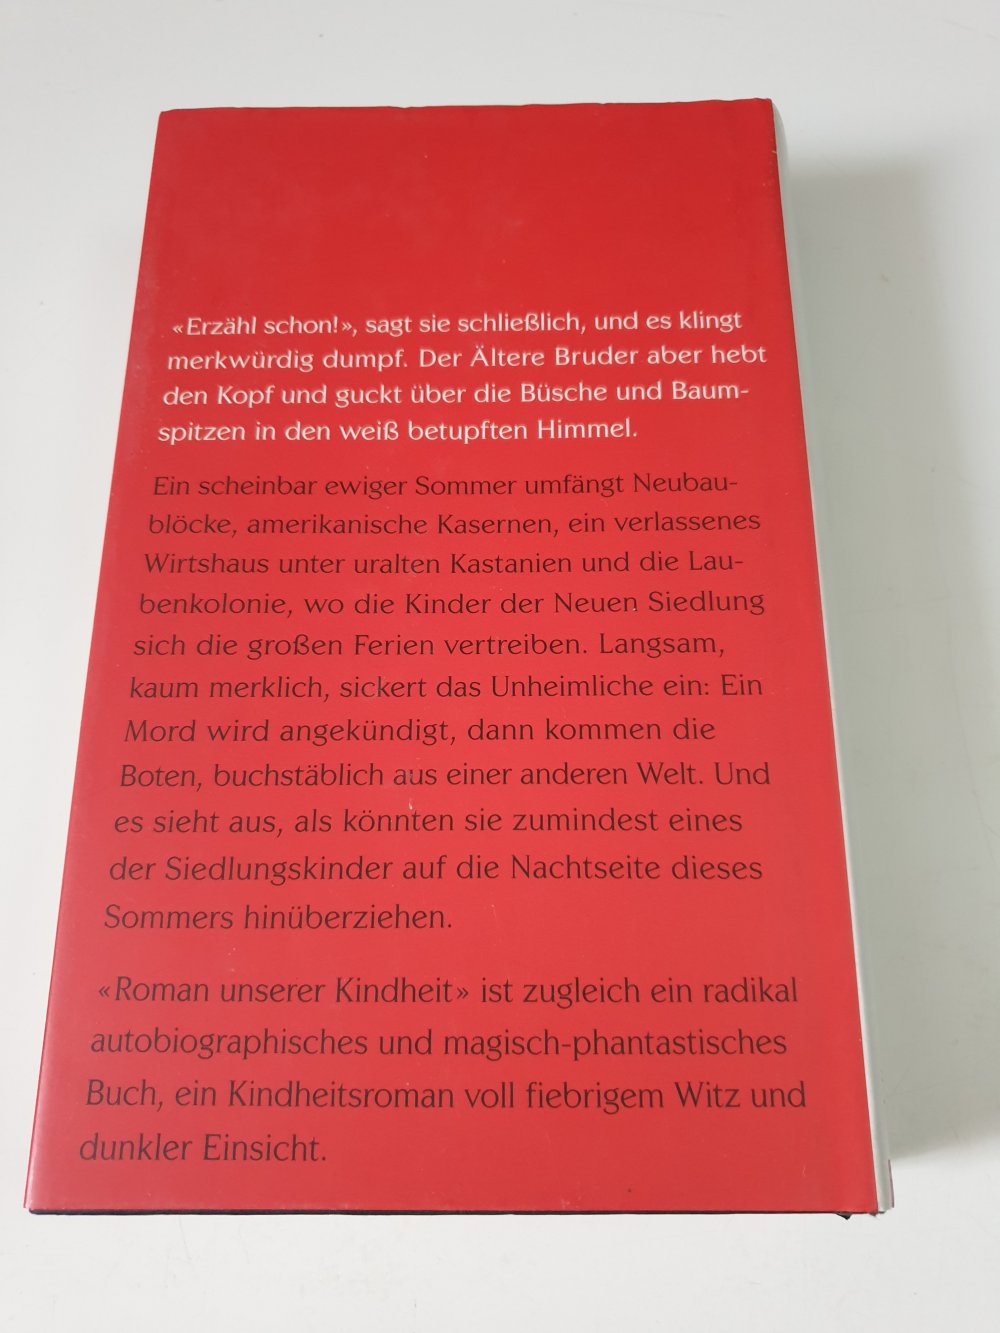 «Erzähl schon!», sagt sie schließlich, und es klingt
merkwürdig dumpf. Der Ältere Bruder aber hebt
den Kopf und guckt über die Büsche und Baum-
spitzen in den weiß betupften Himmel.
Ein scheinbar ewiger Sommer umfängt Neubau-
blöcke, amerikanische Kasernen, ein verlassenes
Wirtshaus unter uralten Kastanien und die Lau-
benkolonie, wo die Kinder der Neuen Siedlung
sich die großen Ferien vertreiben. Langsam,
kaum merklich, sickert das Unheimliche ein: Ein
Mord wird angekündigt, dann kommen die
Boten, buchstäblich aus einer anderen Welt. Und
es sieht aus, als könnten sie zumindest eines
der Siedlungskinder auf die Nachtseite dieses
Sommers hinüberziehen.
«Roman unserer Kindheit» ist zugleich ein radikal
autobiographisches und magisch-phantastisches
Buch, ein Kindheitsroman voll fiebrigem Witz und
dunkler Einsicht.